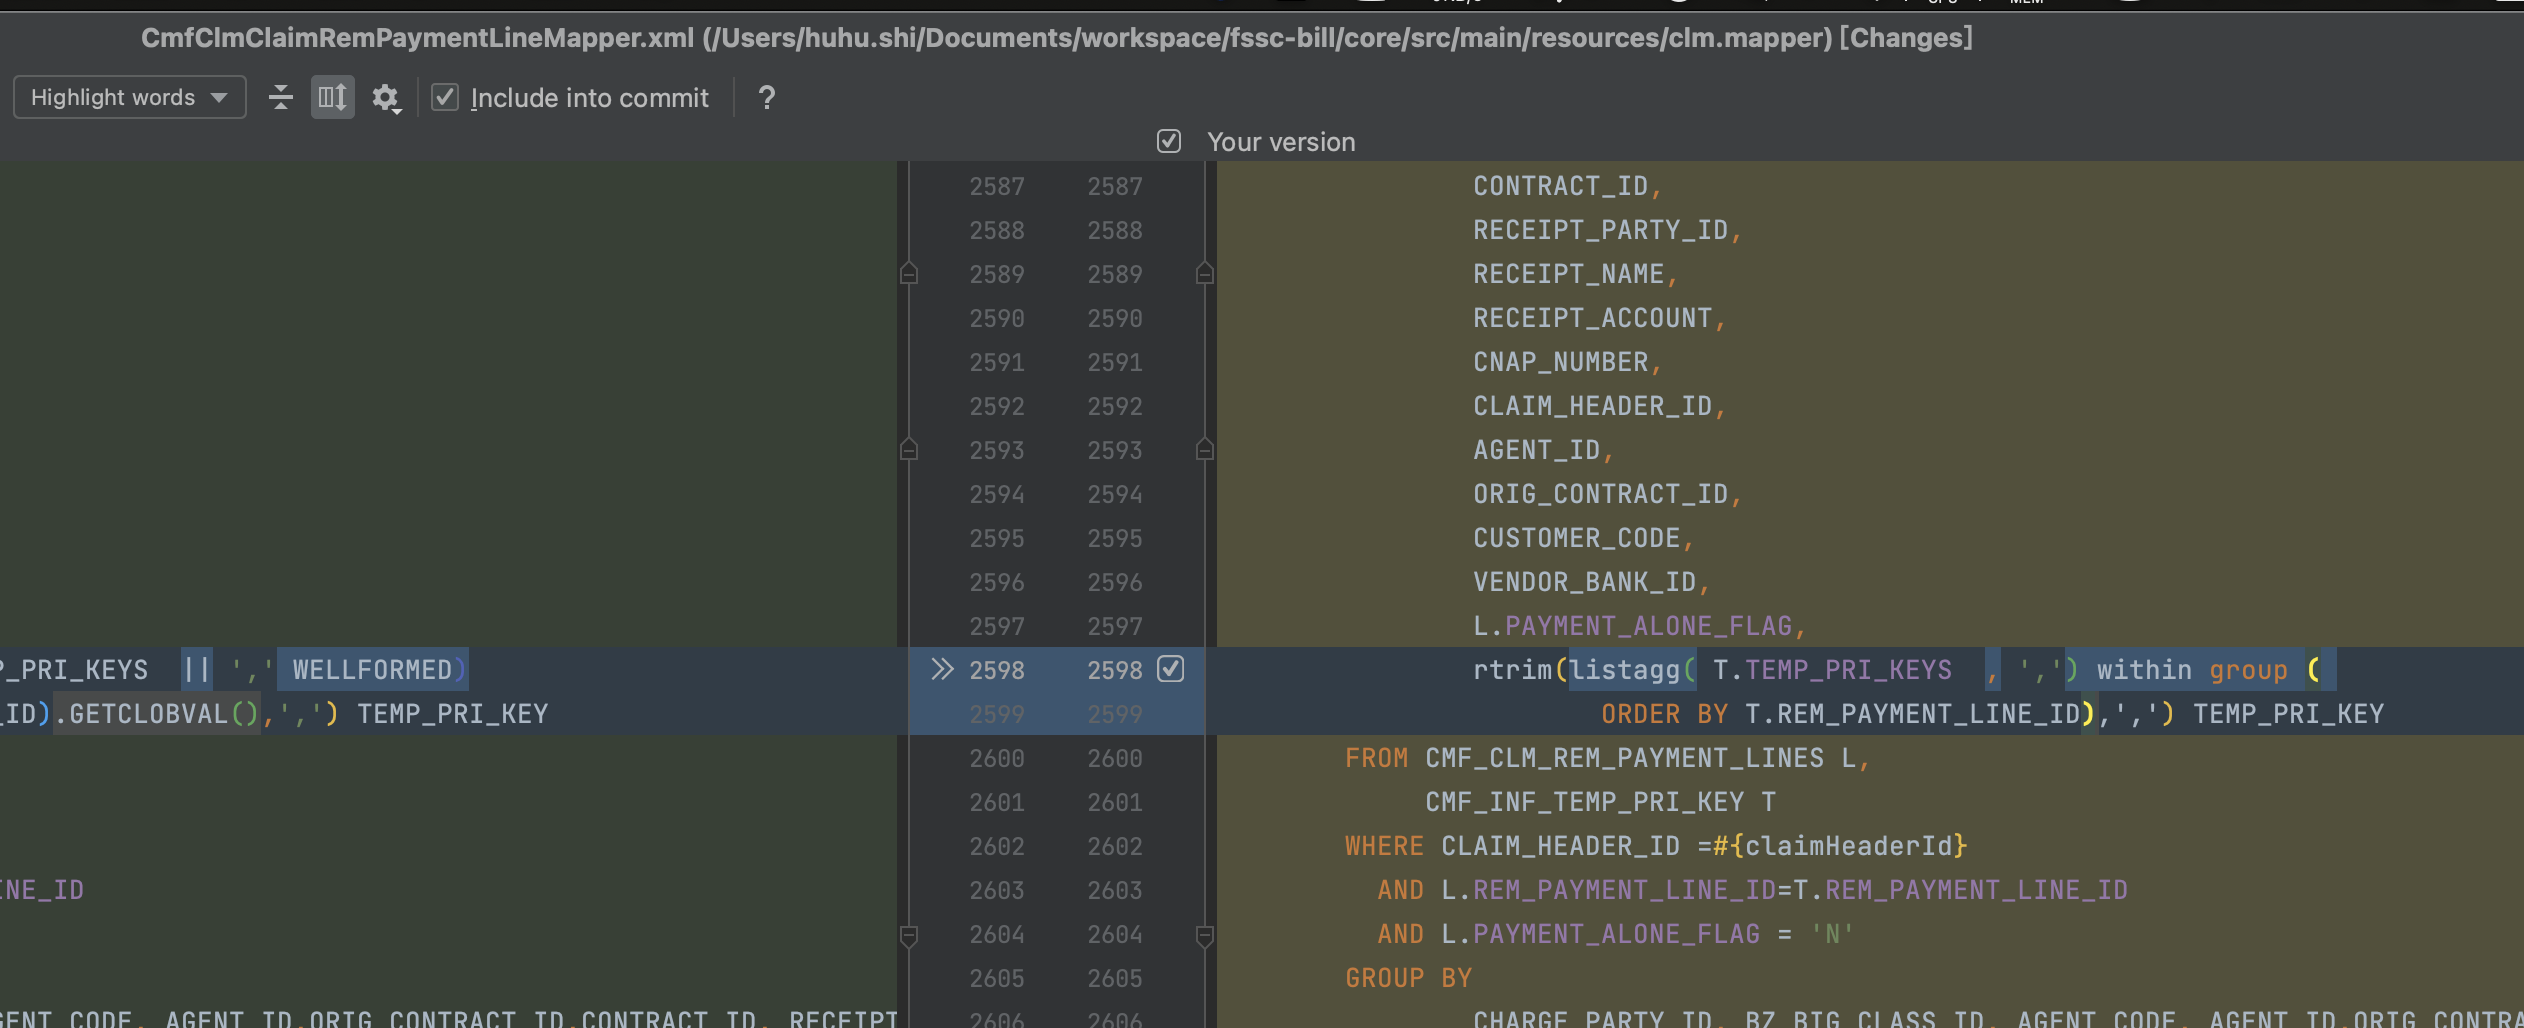 CmfClmClaimRemPaymentLineMapper.xml (/Users/huhu.shi/Documents/workspace/fssc-bill/core/src/main/resources/clm.mapper) [Changes]
Highlight words Include into commit ?
Your version
2587 2587 CONTRACT_ID,
2588 2588 RECEIPT_PARTY_ID,
2589 2589 RECEIPT_NAME,
2590 2590 RECEIPT_ACCOUNT,
2591 2591 CNAP_NUMBER,
2592 2592 CLAIM_HEADER_ID,
2593 2593 AGENT_ID,
2594 2594 ORIG_CONTRACT_ID,
2595 2595 CUSTOMER_CODE,
2596 2596 VENDOR_BANK_ID,
2597 2597 L.PAYMENT_ALONE_FLAG,
P_PRI_KEYS || ',' WELLFORMED) 2598 2598 rtrim(listagg( T.TEMP_PRI_KEYS , ',') within group (
_ID).GETCLOBVAL(),',') TEMP_PRI_KEY 2599 2599 ORDER BY T.REM_PAYMENT_LINE_ID),',') TEMP_PRI_KEY
2600 2600 FROM CMF_CLM_REM_PAYMENT_LINES L,
2601 2601 CMF_INF_TEMP_PRI_KEY T
2602 2602 WHERE CLAIM_HEADER_ID =#{claimHeaderId}
INE_ID 2603 2603 AND L.REM_PAYMENT_LINE_ID=T.REM_PAYMENT_LINE_ID
2604 2604 AND L.PAYMENT_ALONE_FLAG = 'N'
2605 2605 GROUP BY
GENT_CODE, AGENT_ID,ORIG_CONTRACT_ID,CONTRACT_ID, RECEIPT 2606 2606 CHARGE_PARTY_ID, BZ_BIG_CLASS_ID, AGENT_CODE, AGENT_ID,ORIG_CONTRA